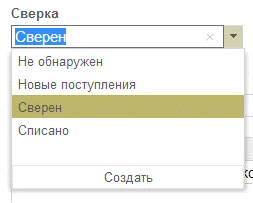 Сверка
Сверен
Не обнаружен
Новые поступления
Сверен
Списано
Создать